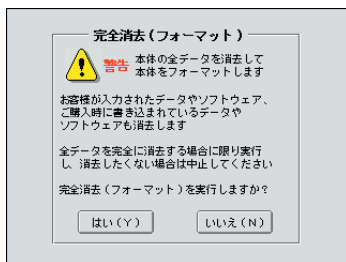 完全消去(フォーマット)
警告 本体の全データを消去して
本体をフォーマットします
お客様が入力されたデータやソフトウェア、
ご購入時に書き込まれているデータや
ソフトウェアも消去します
全データを完全に消去する場合に限り実行
し、消去したくない場合は中止してください
完全消去(フォーマット)を実行しますか?
はい(Y) いいえ(N)